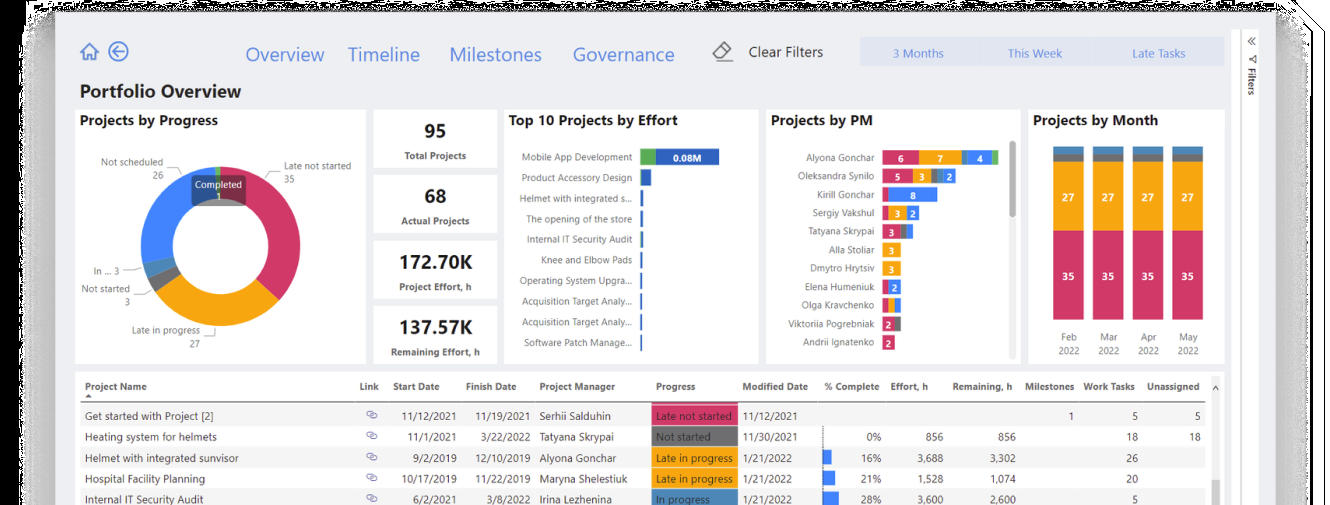 Overview Timeline Milestones Governance Clear Filters 3 Months This Week Late Tasks
Filters
Portfolio Overview
Projects by Progress
Not scheduled
26
Completed
1
Late not started
35
In ... 3
Not started
3
Late in progress
27
95
Total Projects
68
Actual Projects
172.70K
Project Effort, h
137.57K
Remaining Effort, h
Top 10 Projects by Effort
Mobile App Development 0.08M
Product Accessory Design
Helmet with integrated s...
The opening of the store
Internal IT Security Audit
Knee and Elbow Pads
Operating System Upgra...
Acquisition Target Analy...
Acquisition Target Analy...
Software Patch Manage...
Projects by PM
Alyona Gonchar 6 7 4
Oleksandra Synilo 5 3 2
Kirill Gonchar 8
Sergiy Vakshul 3 2
Tatyana Skrypai 3
Alla Stoliar 3
Dmytro Hrytsiv 3
Elena Humeniuk 2
Olga Kravchenko
Viktoriia Pogrebniak 2
Andrii Ignatenko 2
Projects by Month
27 27 27 27
35 35 35 35
Feb Mar Apr May
2022 2022 2022 2022
Project Name Link Start Date Finish Date Project Manager Progress Modified Date % Complete Effort, h Remaining, h Milestones Work Tasks Unassigned
Get started with Project [2] 11/12/2021 11/19/2021 Serhii Salduhin Late not started 11/12/2021 1 5 5
Heating system for helmets 11/1/2021 3/22/2022 Tatyana Skrypai Not started 11/30/2021 0% 856 856 18 18
Helmet with integrated sunvisor 9/2/2019 12/10/2019 Alyona Gonchar Late in progress 1/21/2022 16% 3,688 3,302 26
Hospital Facility Planning 10/17/2019 11/22/2019 Maryna Shelestiuk Late in progress 1/21/2022 21% 1,528 1,074 20
Internal IT Security Audit 6/2/2021 3/8/2022 Irina Lezhenina In progress 1/21/2022 28% 3,600 2,600 5